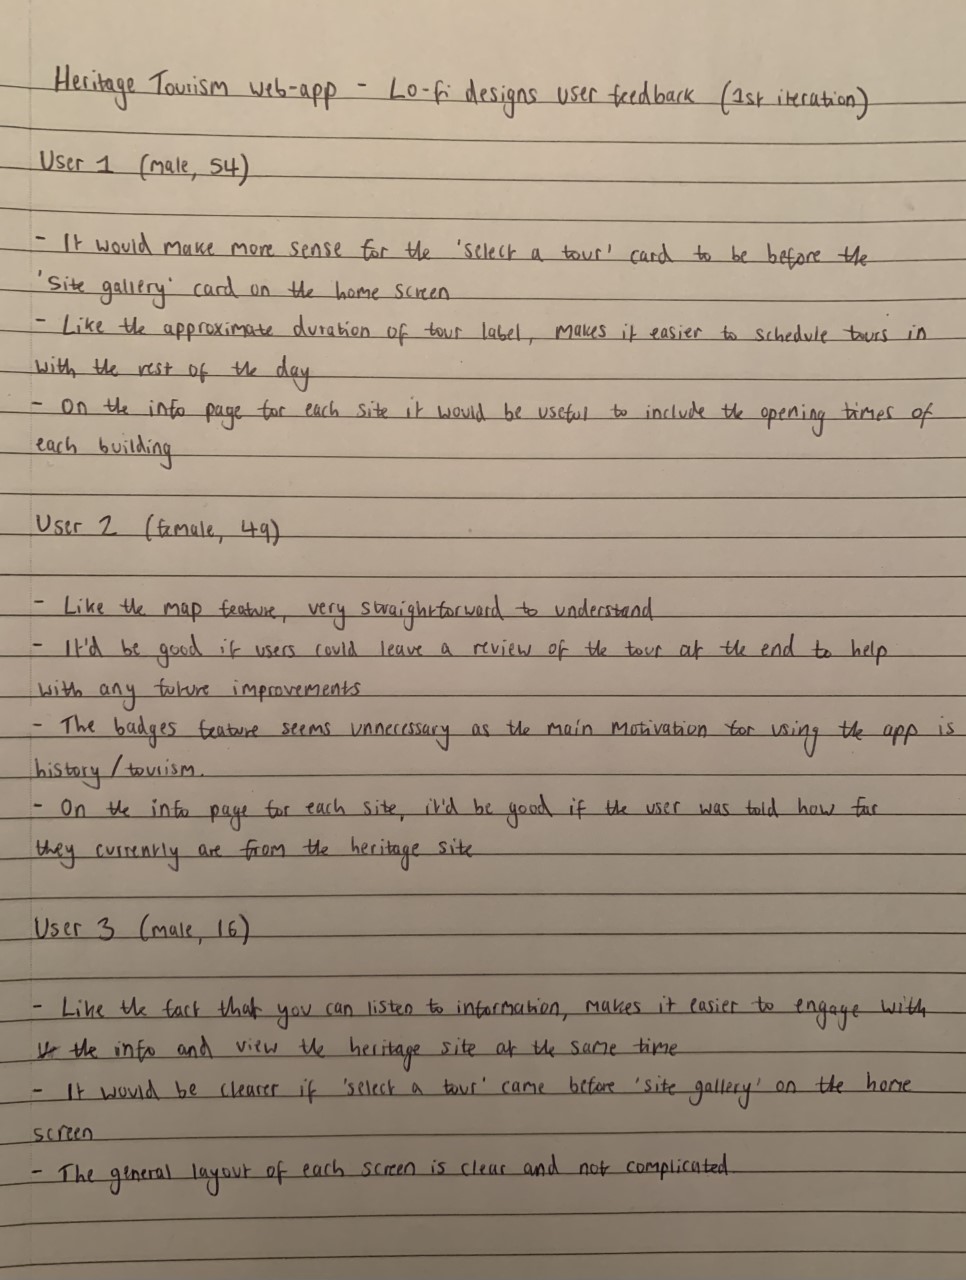 Heritage Tourism web-app - Lo-fi designs user feedback (1st iteration)
User 1 (male, 54)
- It would make more sense for the 'select a tour' card to be before the
'site gallery' card on the home screen
- Like the approximate duration of tour label, makes it easier to schedule tours in
with the rest of the day
- On the info page for each site it would be useful to include the opening times of
each building
User 2 (female, 49)
- Like the map feature, very straightforward to understand
- It'd be good if users could leave a review of the tour at the end to help
with any future improvements
- The badges feature seems unnecessary as the main motivation for using the app is
history/tourism.
- On the info page for each site, it'd be good if the user was told how far
they currently are from the heritage site
User 3 (male, 16)
- Like the fact that you can listen to information, makes it easier to engage with
the info and view the heritage site at the same time
- It would be clearer if 'select a tour' came before 'site gallery' on the home
screen
- The general layout of each screen is clear and not complicated